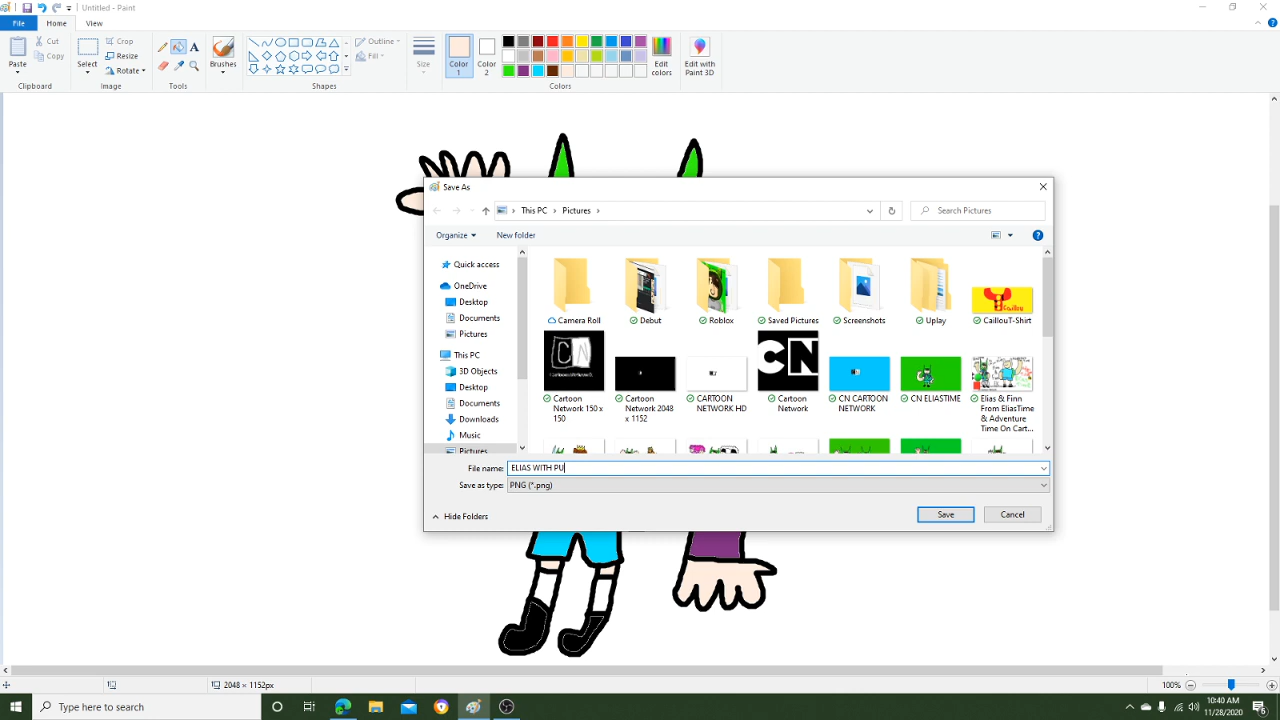 Untitled - Paint
File Home View
Paste Cut Copy
Clipboard
Select Crop Resize Rotate
Image
Tools
Brushes
Outline Fill
Shapes
Size
Color 1 Color 2
Edit colors
Colors
Edit with Paint 3D
Save As
This PC Pictures
Search Pictures
Organize New folder
Quick access
OneDrive
Desktop
Documents
Pictures
This PC
3D Objects
Desktop
Documents
Downloads
Music
Pictures
Camera Roll Debut Roblox Saved Pictures Screenshots Uplay CaillouT-Shirt
CN
CN
Cartoon Network 150 x 150
Cartoon Network 2048 x 1152
CARTOON NETWORK HD
Cartoon Network
CN CARTOON NETWORK
CN ELIASTIME
Elias & Finn From EliasTime & Adventure Time On Cart...
File name: ELIAS WITH PU
Save as type: PNG (*.png)
Hide Folders Save Cancel
2048 × 1152px 100%
Type here to search
10:40 AM
11/28/2020
6